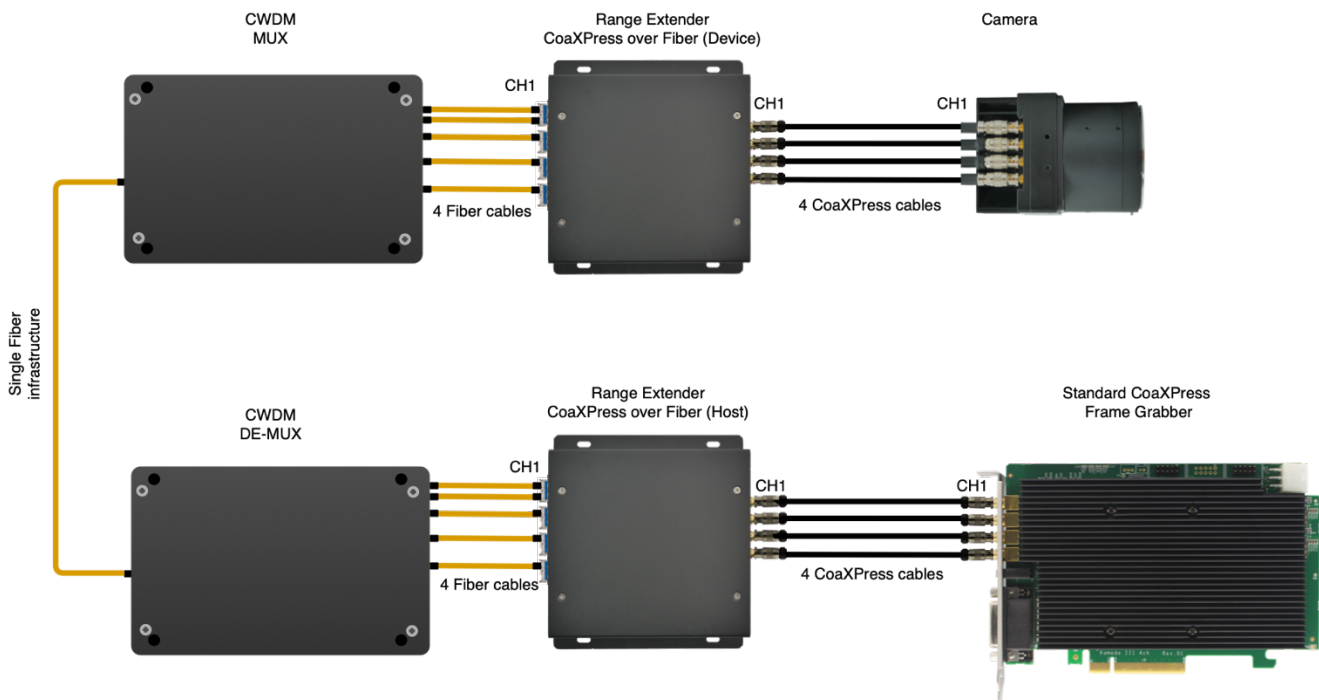 CWDM
MUX
Range Extender
CoaXPress over Fiber (Device)
Camera
CH1
CH1
CH1
4 Fiber cables
4 CoaXPress cables
Single Fiber
infrastructure
CWDM
DE-MUX
Range Extender
CoaXPress over Fiber (Host)
Standard CoaXPress
Frame Grabber
CH1
CH1
CH1
4 Fiber cables
4 CoaXPress cables